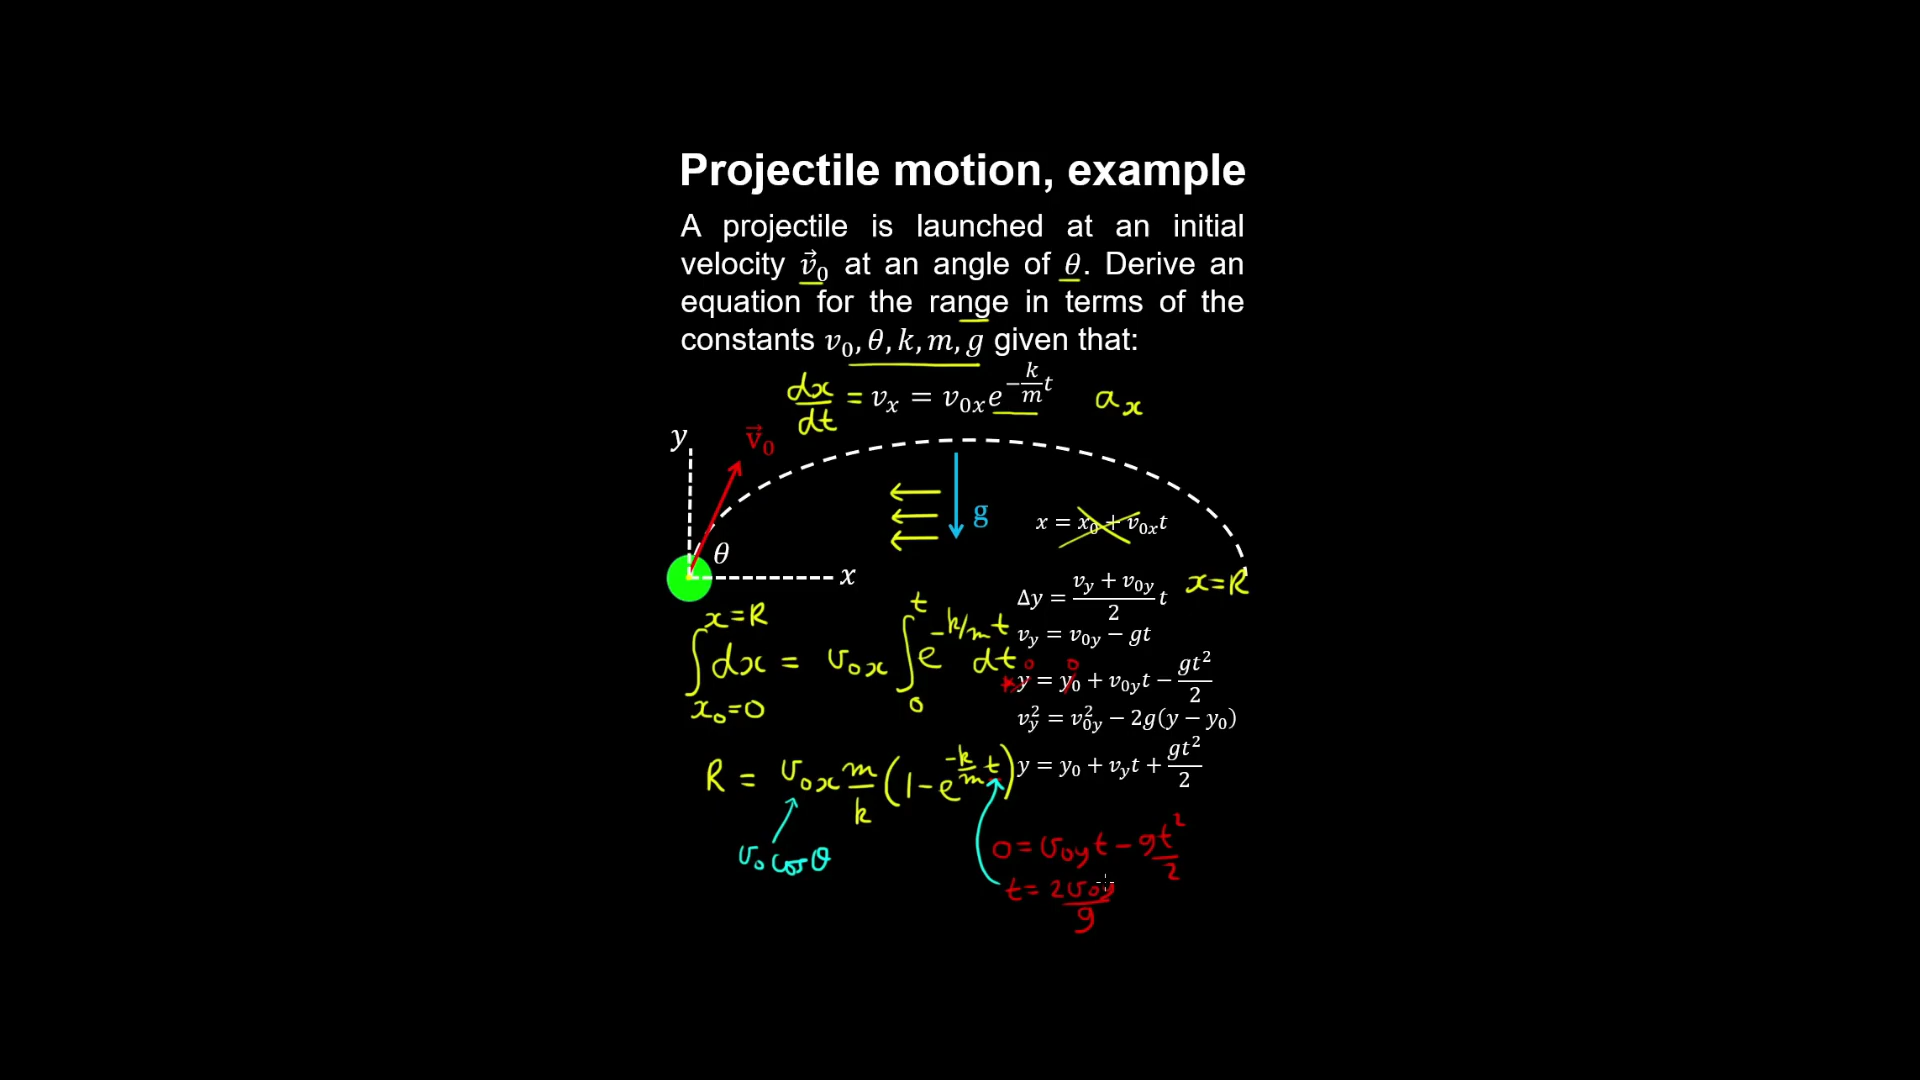 Projectile motion, example
A projectile is launched at an initial
velocity v⃗₀ at an angle of θ. Derive an
equation for the range in terms of the
constants v₀, θ, k, m, g given that:
dx/dt = vₓ = v₀ₓe^(−(k/m)t) aₓ
y
v⃗₀
g
θ
x
x = x₀ + v₀ₓt
x=R
Δy = (v_y + v₀y)/2 t
v_y = v₀y − gt
y = y₀ + v₀yt − gt²/2
0 0
v_y² = v₀y² − 2g(y − y₀)
y = y₀ + v_yt + gt²/2
∫_(x₀=0)^(x=R) dx = v₀ₓ ∫_0^t e^(−k/m t) dt
R = v₀ₓ m/k (1 − e^(−(k/m)t))
v₀cosθ
0 = v₀yt − gt²/2
t = 2v₀y/g